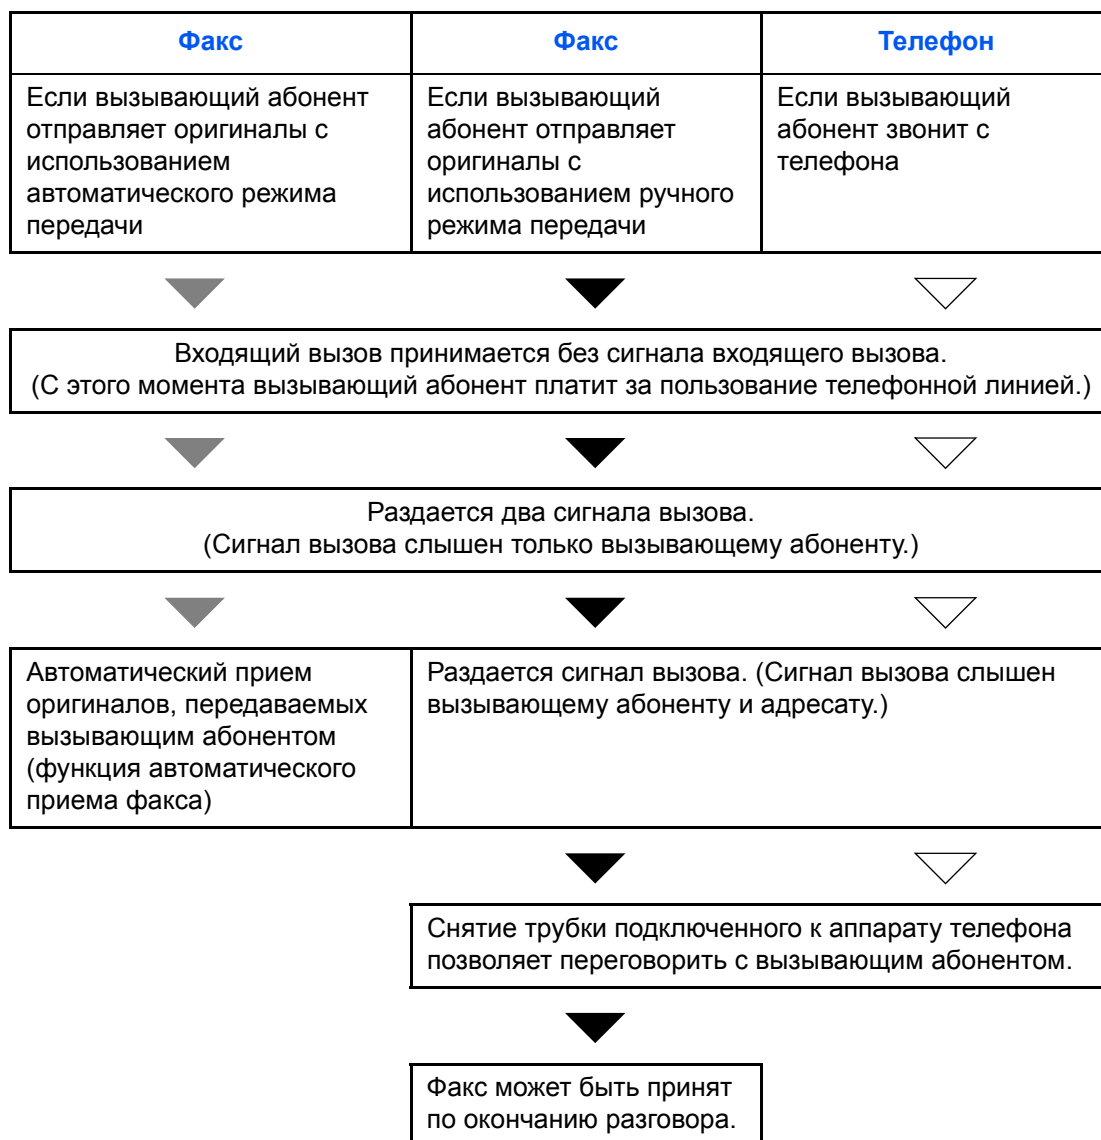 Факс
Факс
Телефон
Если вызывающий абонент
отправляет оригиналы с
использованием
автоматического режима
передачи
Если вызывающий
абонент отправляет
оригиналы с
использованием ручного
режима передачи
Если вызывающий
абонент звонит с
телефона
Входящий вызов принимается без сигнала входящего вызова.
(С этого момента вызывающий абонент платит за пользование телефонной линией.)
Раздается два сигнала вызова.
(Сигнал вызова слышен только вызывающему абоненту.)
Автоматический прием
оригиналов, передаваемых
вызывающим абонентом
(функция автоматического
приема факса)
Раздается сигнал вызова. (Сигнал вызова слышен
вызывающему абоненту и адресату.)
Снятие трубки подключенного к аппарату телефона
позволяет переговорить с вызывающим абонентом.
Факс может быть принят
по окончанию разговора.